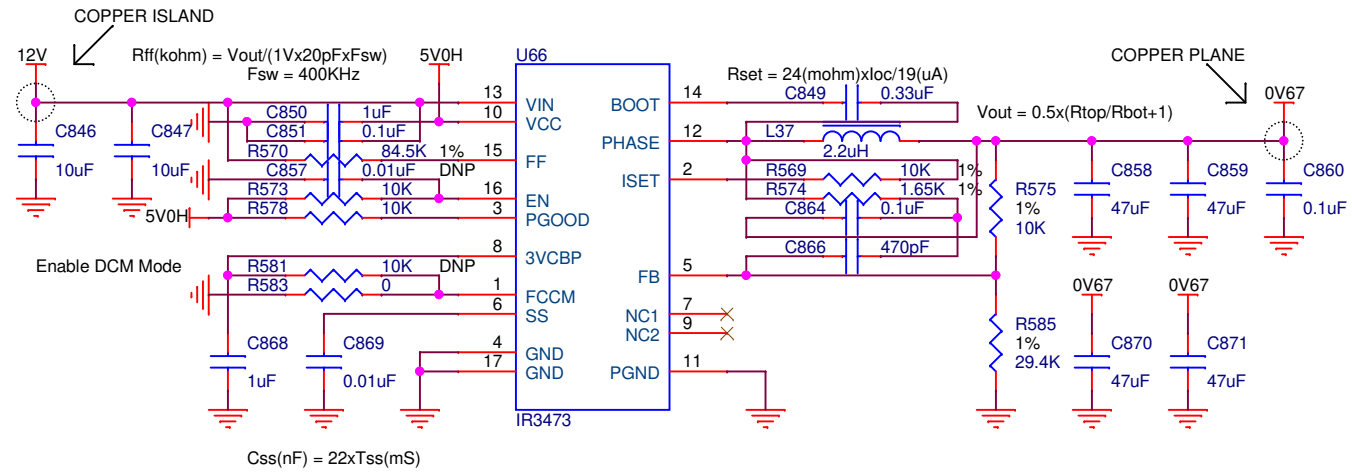 COPPER ISLAND
12V
Rff(kohm) = Vout/(1Vx20pFxFsw)
Fsw = 400KHz
5V0H
U66
COPPER PLANE
Rset = 24(mohm)xIoc/19(uA)
0V67
Vout = 0.5x(Rtop/Rbot+1)
C846
10uF
C847
10uF
C850
1uF
C851
0.1uF
R570
84.5K
1%
C857
0.01uF
DNP
R573
10K
5V0H
R578
10K
13
VIN
10
VCC
15
FF
16
EN
3
PGOOD
8
3VCBP
1
FCCM
6
SS
4
GND
17
GND
BOOT
14
PHASE
12
ISET
2
FB
5
NC1
7
NC2
9
PGND
11
IR3473
C849
0.33uF
L37
2.2uH
R569
10K
1%
R574
1.65K
1%
C864
0.1uF
C866
470pF
R575
1%
10K
C858
47uF
C859
47uF
C860
0.1uF
Enable DCM Mode
R581
10K
DNP
R583
0
C868
1uF
C869
0.01uF
R585
1%
29.4K
0V67
C870
47uF
0V67
C871
47uF
Css(nF) = 22xTss(mS)